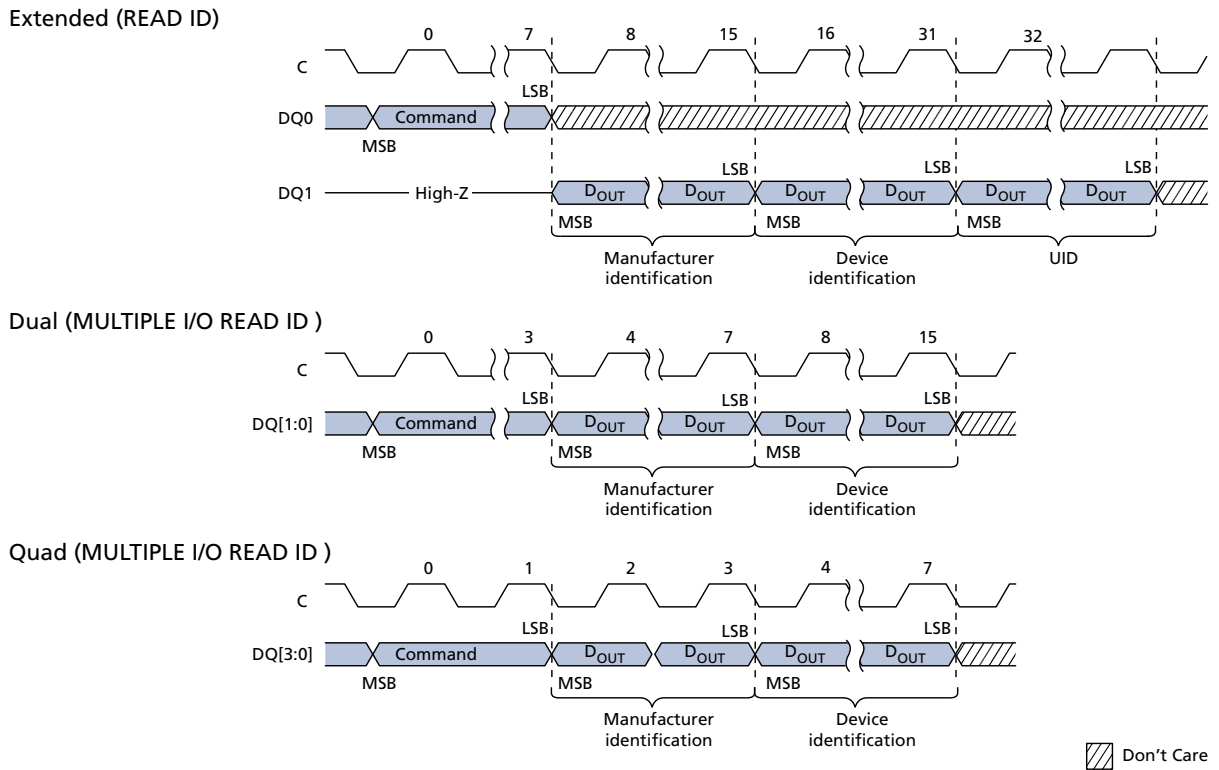 Extended (READ ID)
0 7 8 15 16 31 32
C
LSB
DQ0 Command
MSB
LSB LSB LSB
DQ1 High-Z DOUT DOUT DOUT DOUT DOUT DOUT
MSB MSB MSB
Manufacturer identification
Device identification
UID
Dual (MULTIPLE I/O READ ID )
0 3 4 7 8 15
C
LSB LSB LSB
DQ[1:0] Command DOUT DOUT DOUT DOUT
MSB MSB MSB
Manufacturer identification
Device identification
Quad (MULTIPLE I/O READ ID )
0 1 2 3 4 7
C
LSB LSB LSB
DQ[3:0] Command DOUT DOUT DOUT DOUT
MSB MSB MSB
Manufacturer identification
Device identification
Don't Care